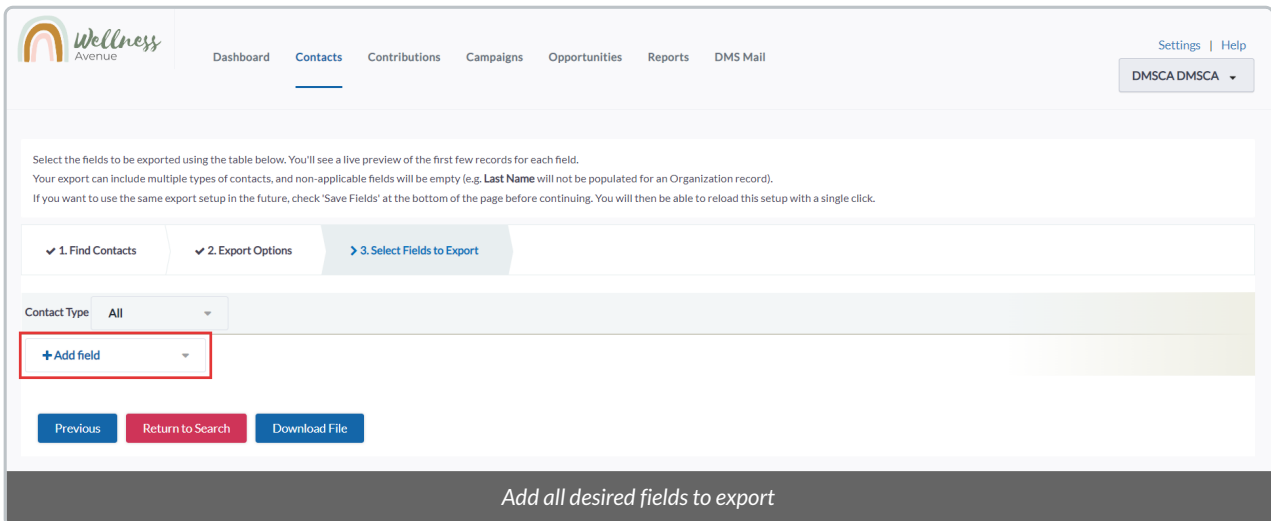 Wellness
Avenue
Dashboard Contacts Contributions Campaigns Opportunities Reports DMS Mail
Settings | Help
DMSCA DMSCA
Select the fields to be exported using the table below. You'll see a live preview of the first few records for each field.
Your export can include multiple types of contacts, and non-applicable fields will be empty (e.g. Last Name will not be populated for an Organization record).
If you want to use the same export setup in the future, check 'Save Fields' at the bottom of the page before continuing. You will then be able to reload this setup with a single click.
1. Find Contacts 2. Export Options 3. Select Fields to Export
Contact Type All
+ Add field
Previous Return to Search Download File
Add all desired fields to export